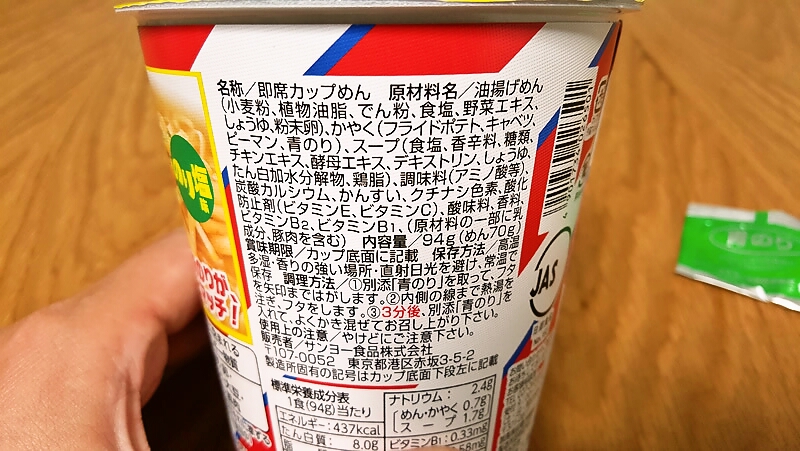 名称／即席カップめん　原材料名／油揚げめん
(小麦粉、植物油脂、でん粉、食塩、野菜エキス、
しょうゆ、粉末卵)、かやく(フライドポテト、キャベツ、
ピーマン、青のり)、スープ(食塩、香辛料、糖類、
チキンエキス、酵母エキス、デキストリン、しょうゆ、
たん白加水分解物、鶏脂)、調味料(アミノ酸等)、
炭酸カルシウム、かんすい、クチナシ色素、酸化
防止剤(ビタミンE、ビタミンC)、酸味料、香料、
ビタミンB2、ビタミンB1、(原材料の一部に乳
成分、豚肉を含む)　内容量／94g(めん70g)
賞味期限／カップ底面に記載　保存方法／高温
多湿・香りの強い場所・直射日光を避け、常温で
保存　調理方法／①別添「青のり」を取って、フタ
を矢印まではがします。②内側の線まで熱湯を
注ぎ、フタをします。③3分後、別添「青のり」を
入れて、よくかき混ぜてお召し上がり下さい。
使用上の注意／やけどにご注意下さい。
販売者／サンヨー食品株式会社
〒107-0052　東京都港区赤坂3-5-2
製造所固有の記号はカップ底面下段左に記載
標準栄養成分表
1食(94g)当たり
エネルギー:437kcal
たん白質:8.0g
ナトリウム:2.4g
めん・かやく0.7g
スープ1.7g
ビタミンB1:0.33mg
塩
JAS
青のり